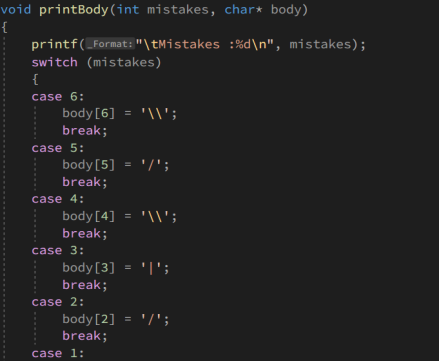 void printBody(int mistakes, char* body)
{
printf(_Format:"\tMistakes :%d\n", mistakes);
switch (mistakes)
{
case 6:
body[6] = '\\';
break;
case 5:
body[5] = '/';
break;
case 4:
body[4] = '\\';
break;
case 3:
body[3] = '|';
break;
case 2:
body[2] = '/';
break;
case 1: